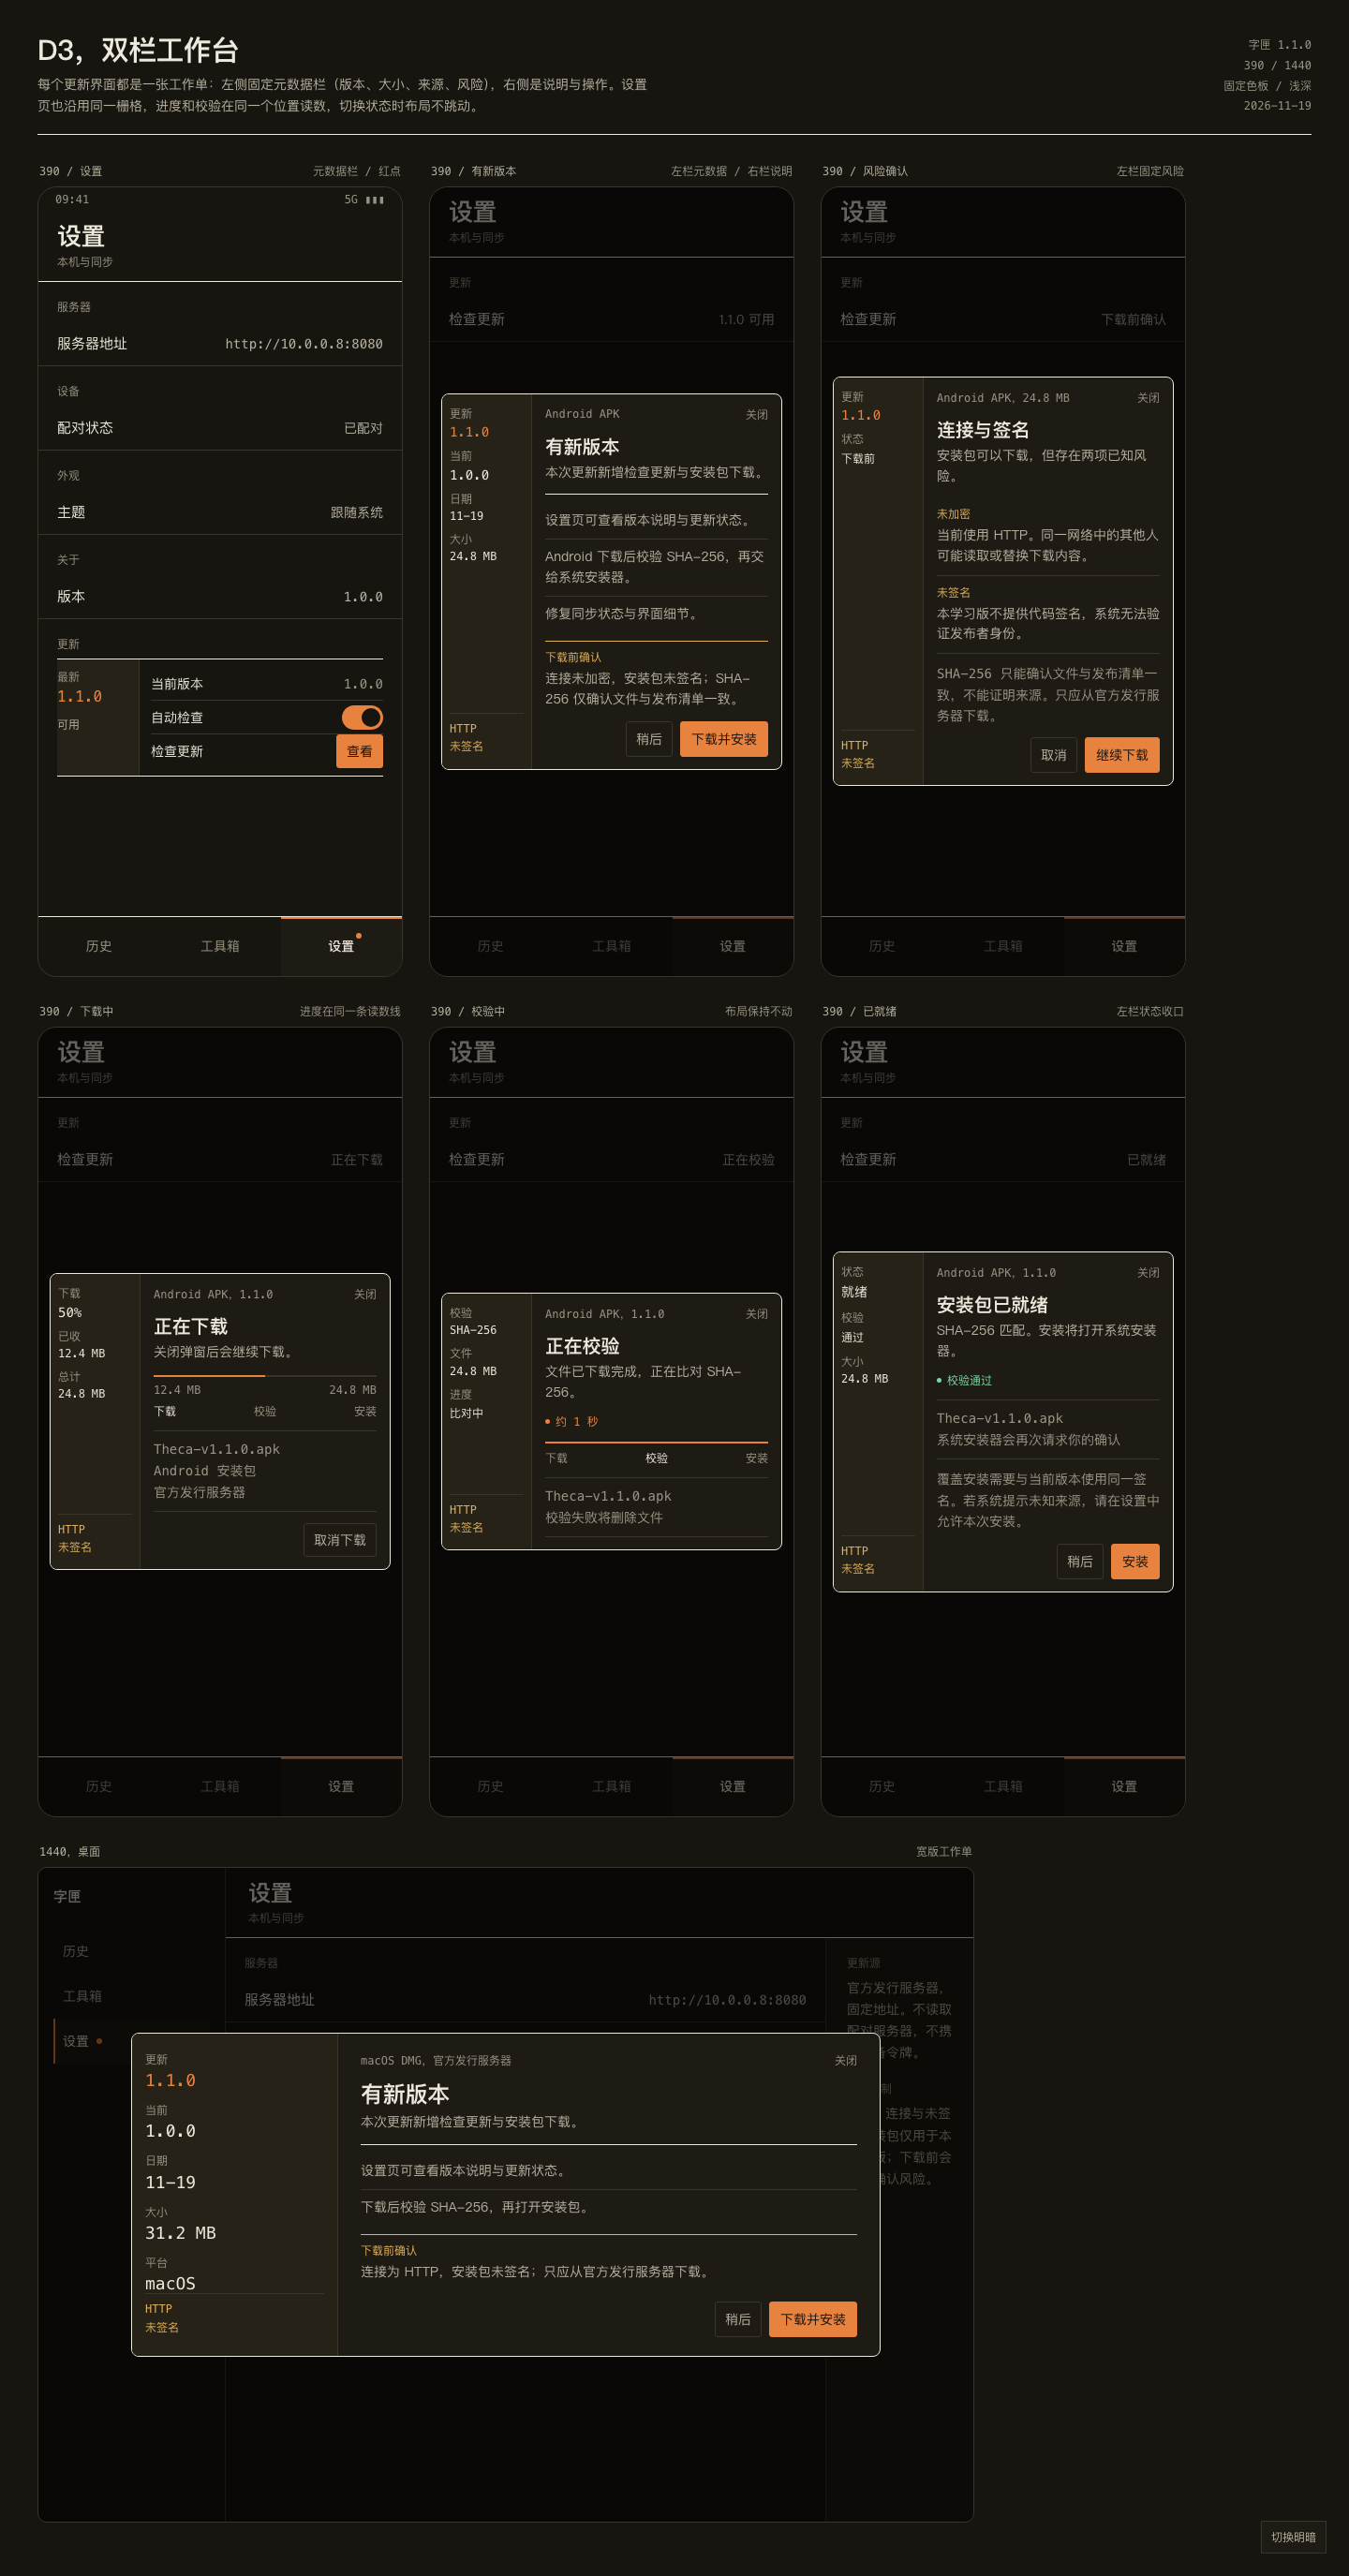 D3，双栏工作台
每个更新界面都是一张工作单：左侧固定元数据栏（版本、大小、来源、风险），右侧是说明与操作。设置
页也沿用同一栅格，进度和校验在同一个位置读数，切换状态时布局不跳动。
字匣 1.1.0
390 / 1440
固定色板 / 浅深
2026-11-19
390 / 设置
元数据栏 / 红点
09:41
5G
设置
本机与同步
服务器
服务器地址
http://10.0.0.8:8080
设备
配对状态
已配对
外观
主题
跟随系统
关于
版本
1.0.0
更新
最新
1.1.0
可用
当前版本
1.0.0
自动检查
检查更新
查看
历史
工具箱
设置
390 / 有新版本
左栏元数据 / 右栏说明
设置
本机与同步
更新
检查更新
1.1.0 可用
更新
1.1.0
当前
1.0.0
日期
11-19
大小
24.8 MB
HTTP
未签名
Android APK
关闭
有新版本
本次更新新增检查更新与安装包下载。
设置页可查看版本说明与更新状态。
Android 下载后校验 SHA-256，再交
给系统安装器。
修复同步状态与界面细节。
下载前确认
连接未加密，安装包未签名；SHA-
256 仅确认文件与发布清单一致。
稍后
下载并安装
历史
工具箱
设置
390 / 风险确认
左栏固定风险
设置
本机与同步
更新
检查更新
下载前确认
更新
1.1.0
状态
下载前
HTTP
未签名
Android APK，24.8 MB
关闭
连接与签名
安装包可以下载，但存在两项已知风
险。
未加密
当前使用 HTTP。同一网络中的其他人
可能读取或替换下载内容。
未签名
本学习版不提供代码签名，系统无法验
证发布者身份。
SHA-256 只能确认文件与发布清单一
致，不能证明来源。只应从官方发行服
务器下载。
取消
继续下载
历史
工具箱
设置
390 / 下载中
进度在同一条读数线
设置
本机与同步
更新
检查更新
正在下载
下载
50%
已收
12.4 MB
总计
24.8 MB
HTTP
未签名
Android APK，1.1.0
关闭
正在下载
关闭弹窗后会继续下载。
12.4 MB
24.8 MB
下载
校验
安装
Theca-v1.1.0.apk
Android 安装包
官方发行服务器
取消下载
历史
工具箱
设置
390 / 校验中
布局保持不动
设置
本机与同步
更新
检查更新
正在校验
校验
SHA-256
文件
24.8 MB
进度
比对中
HTTP
未签名
Android APK，1.1.0
关闭
正在校验
文件已下载完成，正在比对 SHA-
256。
约 1 秒
下载
校验
安装
Theca-v1.1.0.apk
校验失败将删除文件
历史
工具箱
设置
390 / 已就绪
左栏状态收口
设置
本机与同步
更新
检查更新
已就绪
状态
就绪
校验
通过
大小
24.8 MB
HTTP
未签名
Android APK，1.1.0
关闭
安装包已就绪
SHA-256 匹配。安装将打开系统安装
器。
校验通过
Theca-v1.1.0.apk
系统安装器会再次请求你的确认
覆盖安装需要与当前版本使用同一签
名。若系统提示未知来源，请在设置中
允许本次安装。
稍后
安装
历史
工具箱
设置
1440，桌面
宽版工作单
字匣
历史
工具箱
设置
设置
本机与同步
服务器
服务器地址
http://10.0.0.8:8080
更新源
官方发行服务器，
固定地址。不读取
配对服务器，不携
令牌。
制
连接与未签
装包仅用于本
；下载前会
确认风险。
更新
1.1.0
当前
1.0.0
日期
11-19
大小
31.2 MB
平台
macOS
HTTP
未签名
macOS DMG，官方发行服务器
关闭
有新版本
本次更新新增检查更新与安装包下载。
设置页可查看版本说明与更新状态。
下载后校验 SHA-256，再打开安装包。
下载前确认
连接为 HTTP，安装包未签名；只应从官方发行服务器下载。
稍后
下载并安装
切换明暗